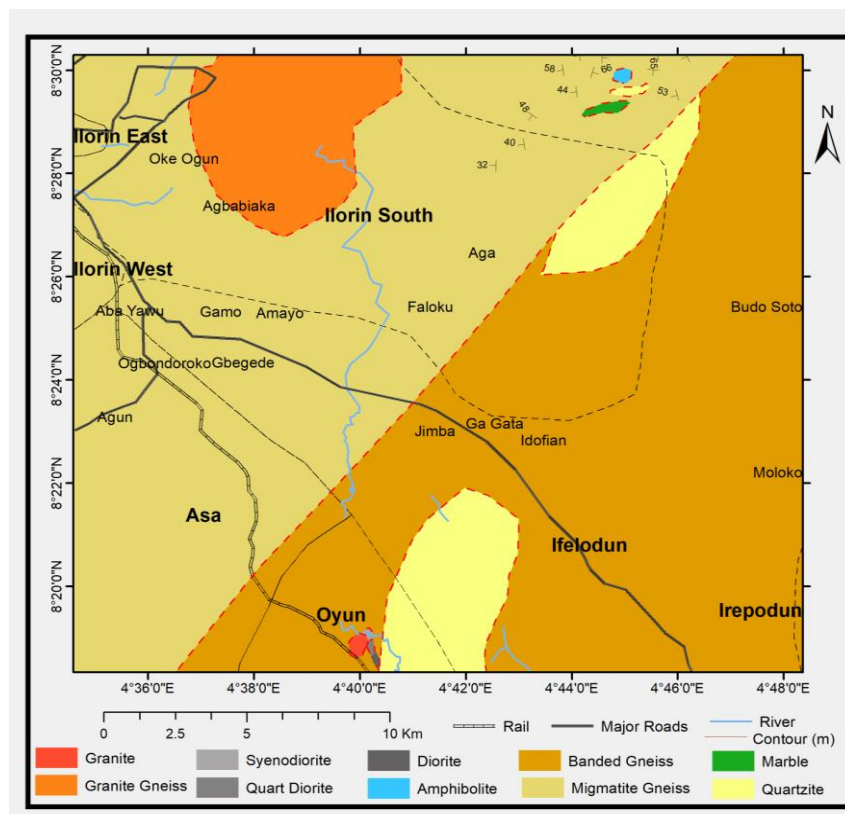 8°30'0"N
58
66
65
44
53
Ilorin East
48
N
Oke Ogun
40
8°28'0"N
32
Agbabiaka
Ilorin South
Aga
Ilorin West
8°26'0"N
Aba Yawu
Gamo
Amayo
Faloku
Budo Soto
Ogbondoroko
Gbegede
8°24'0"N
Agun
Jimba
Ga Gata
Idofian
8°22'0"N
Moloko
Asa
Ifelodun
8°20'0"N
Oyun
Irepodun
4°36'0"E 4°38'0"E 4°40'0"E 4°42'0"E 4°44'0"E 4°46'0"E 4°48'0"E
0 2.5 5 10 Km
Rail
Major Roads
River
Contour (m)
Granite
Syenodiorite
Diorite
Banded Gneiss
Marble
Granite Gneiss
Quart Diorite
Amphibolite
Migmatite Gneiss
Quartzite